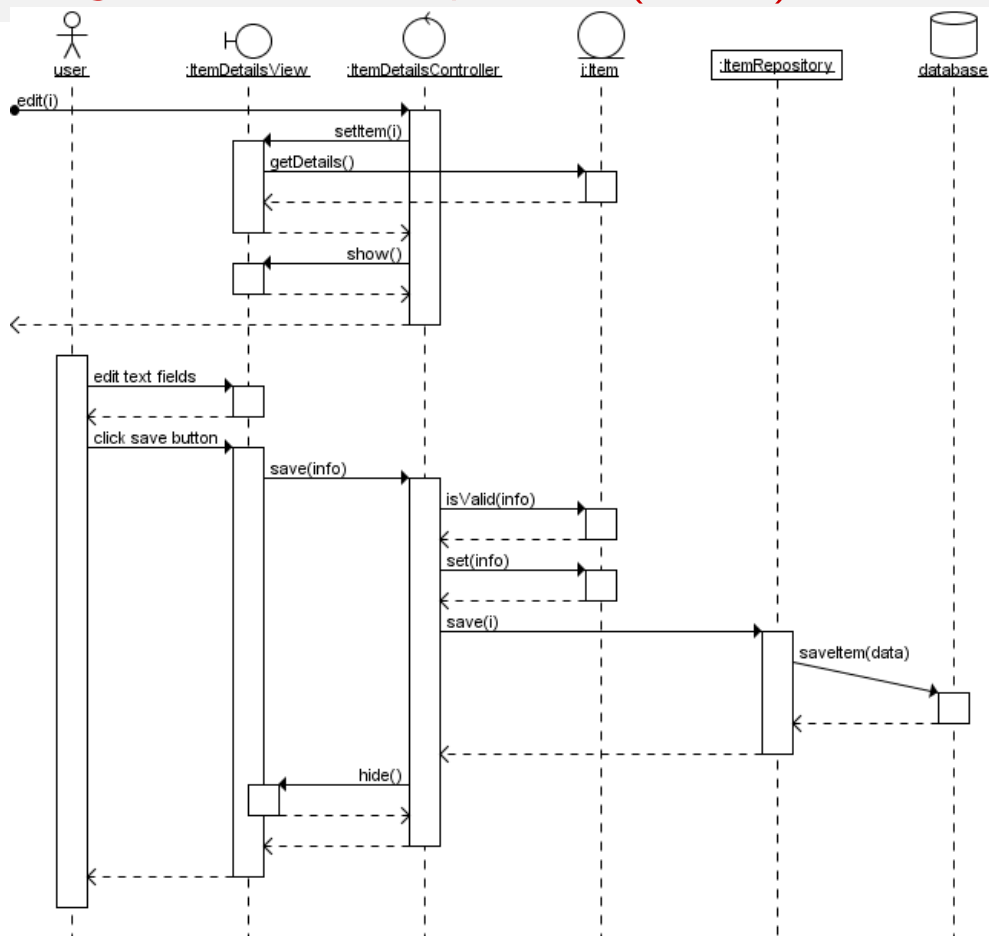 user
:ItemDetailsView
:ItemDetailsController
i:Item
:ItemRepository
database
edit(i)
setItem(i)
getDetails()
show()
edit text fields
click save button
save(info)
isValid(info)
set(info)
save(i)
saveItem(data)
hide()